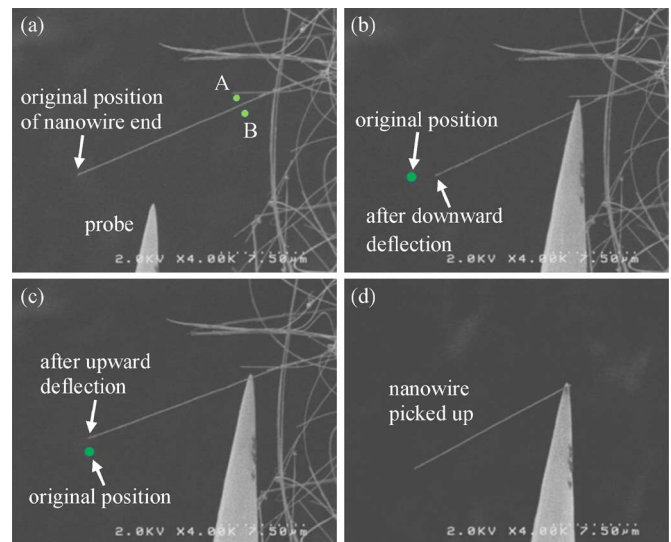 (a)
A
B
original position
of nanowire end
probe
2.0KV X4.00K 7.50µm
(b)
original position
after downward
deflection
2.0KV X4.00K 7.50µm
(c)
after upward
deflection
original position
2.0KV X4.00K 7.50µm
(d)
nanowire
picked up
2.0KV X4.00K 7.50µm